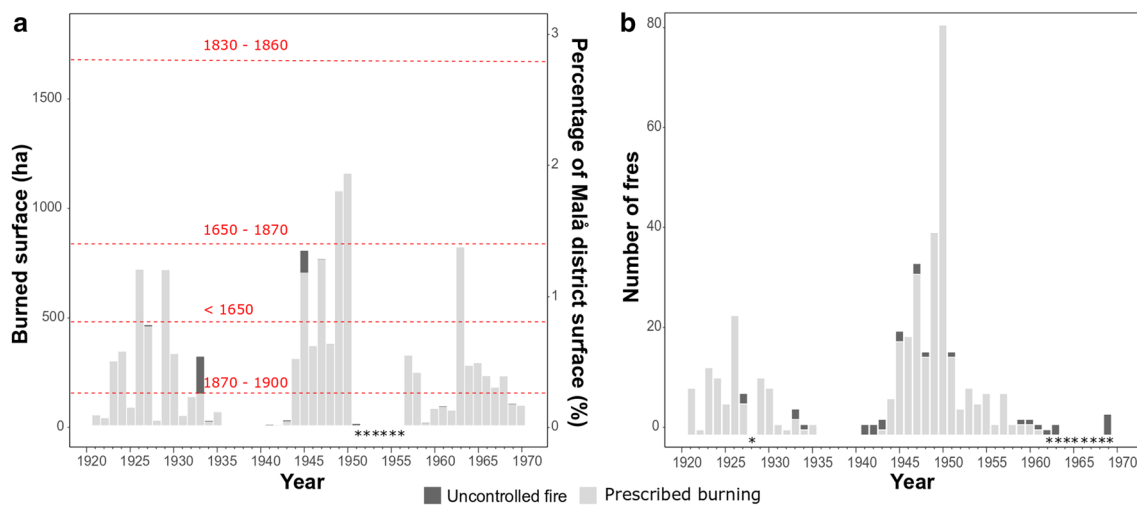 a
Burned surface (ha)
1500
1000
500
0
1830 - 1860
1650 - 1870
< 1650
1870 - 1900
******
3
2
1
0
Percentage of Malå district surface (%)
1920 1925 1930 1935 1940 1945 1950 1955 1960 1965 1970
Year
b
Number of fres
80
60
40
20
0
*
********
1920 1925 1930 1935 1940 1945 1950 1955 1960 1965 1970
Year
Uncontrolled fire Prescribed burning